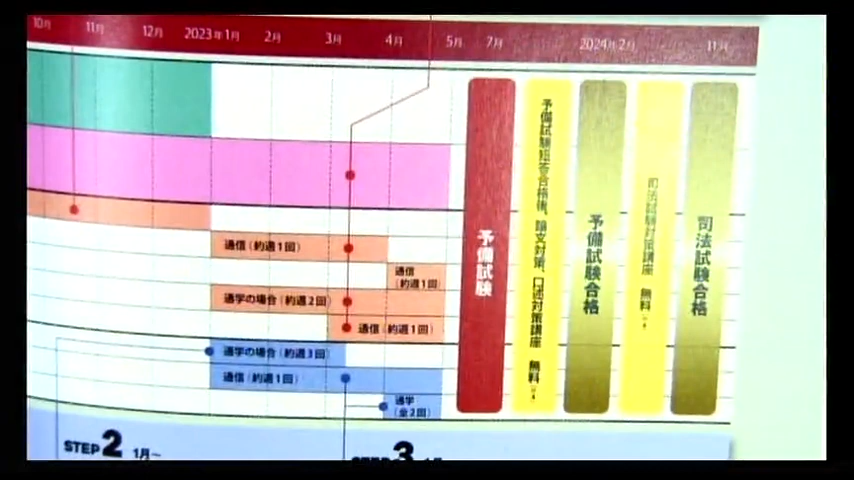 10月 11月 12月 2023年1月 2月 3月 4月 5月 7月 2024年2月 11月
通信（約週1回）
通信
（約週1回）
通学の場合（約週2回）
通信（約週1回）
通学の場合（約週3回）
通信（約週1回）
通学
（全2回）
予備試験
予備試験短答合格後、論文対策、口述対策講座 無料
予備試験合格
司法試験対策講座 無料
司法試験合格
STEP2 1月～
STEP3